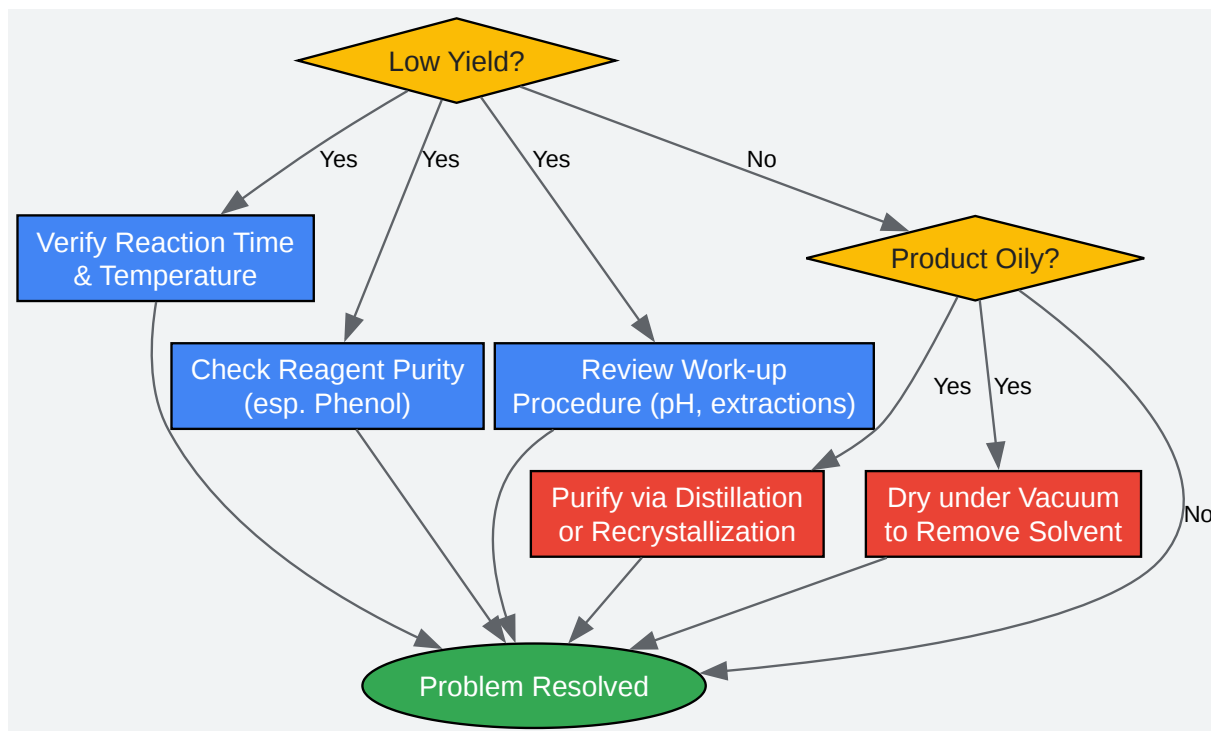 Low Yield?
Yes
Yes
Yes
No
Verify Reaction Time
& Temperature
Product Oily?
Check Reagent Purity
(esp. Phenol)
Review Work-up
Procedure (pH, extractions)
Yes
Yes
Purify via Distillation
or Recrystallization
Dry under Vacuum
to Remove Solvent
No
Problem Resolved